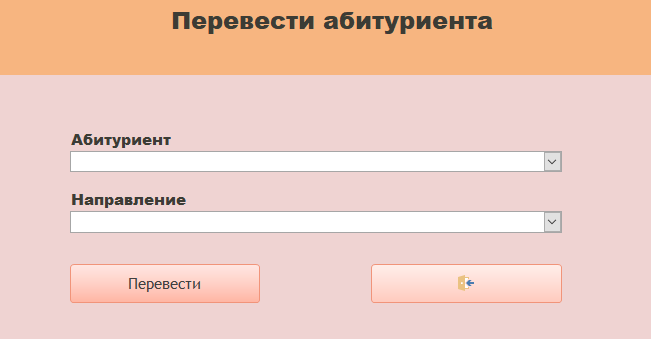 Перевести абитуриента
Абитуриент
Направление
Перевести